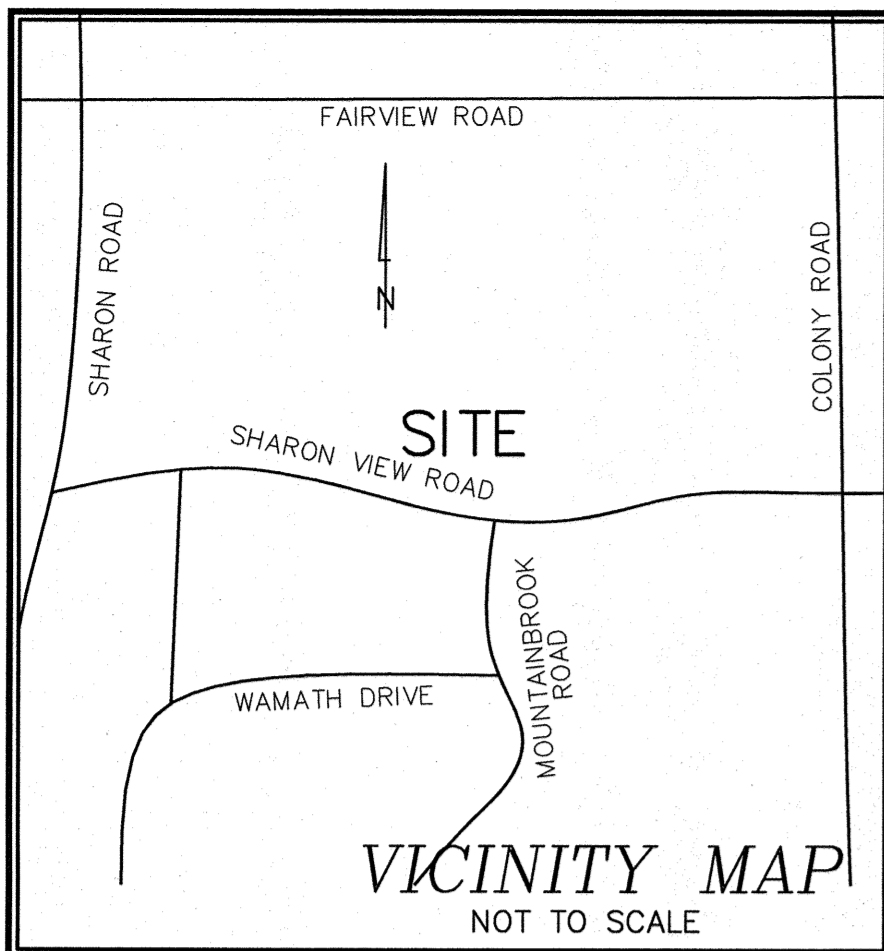 FAIRVIEW ROAD
SHARON ROAD
N
COLONY ROAD
SITE
SHARON VIEW ROAD
MOUNTAINBROOK
ROAD
WAMATH DRIVE
VICINITY MAP
NOT TO SCALE